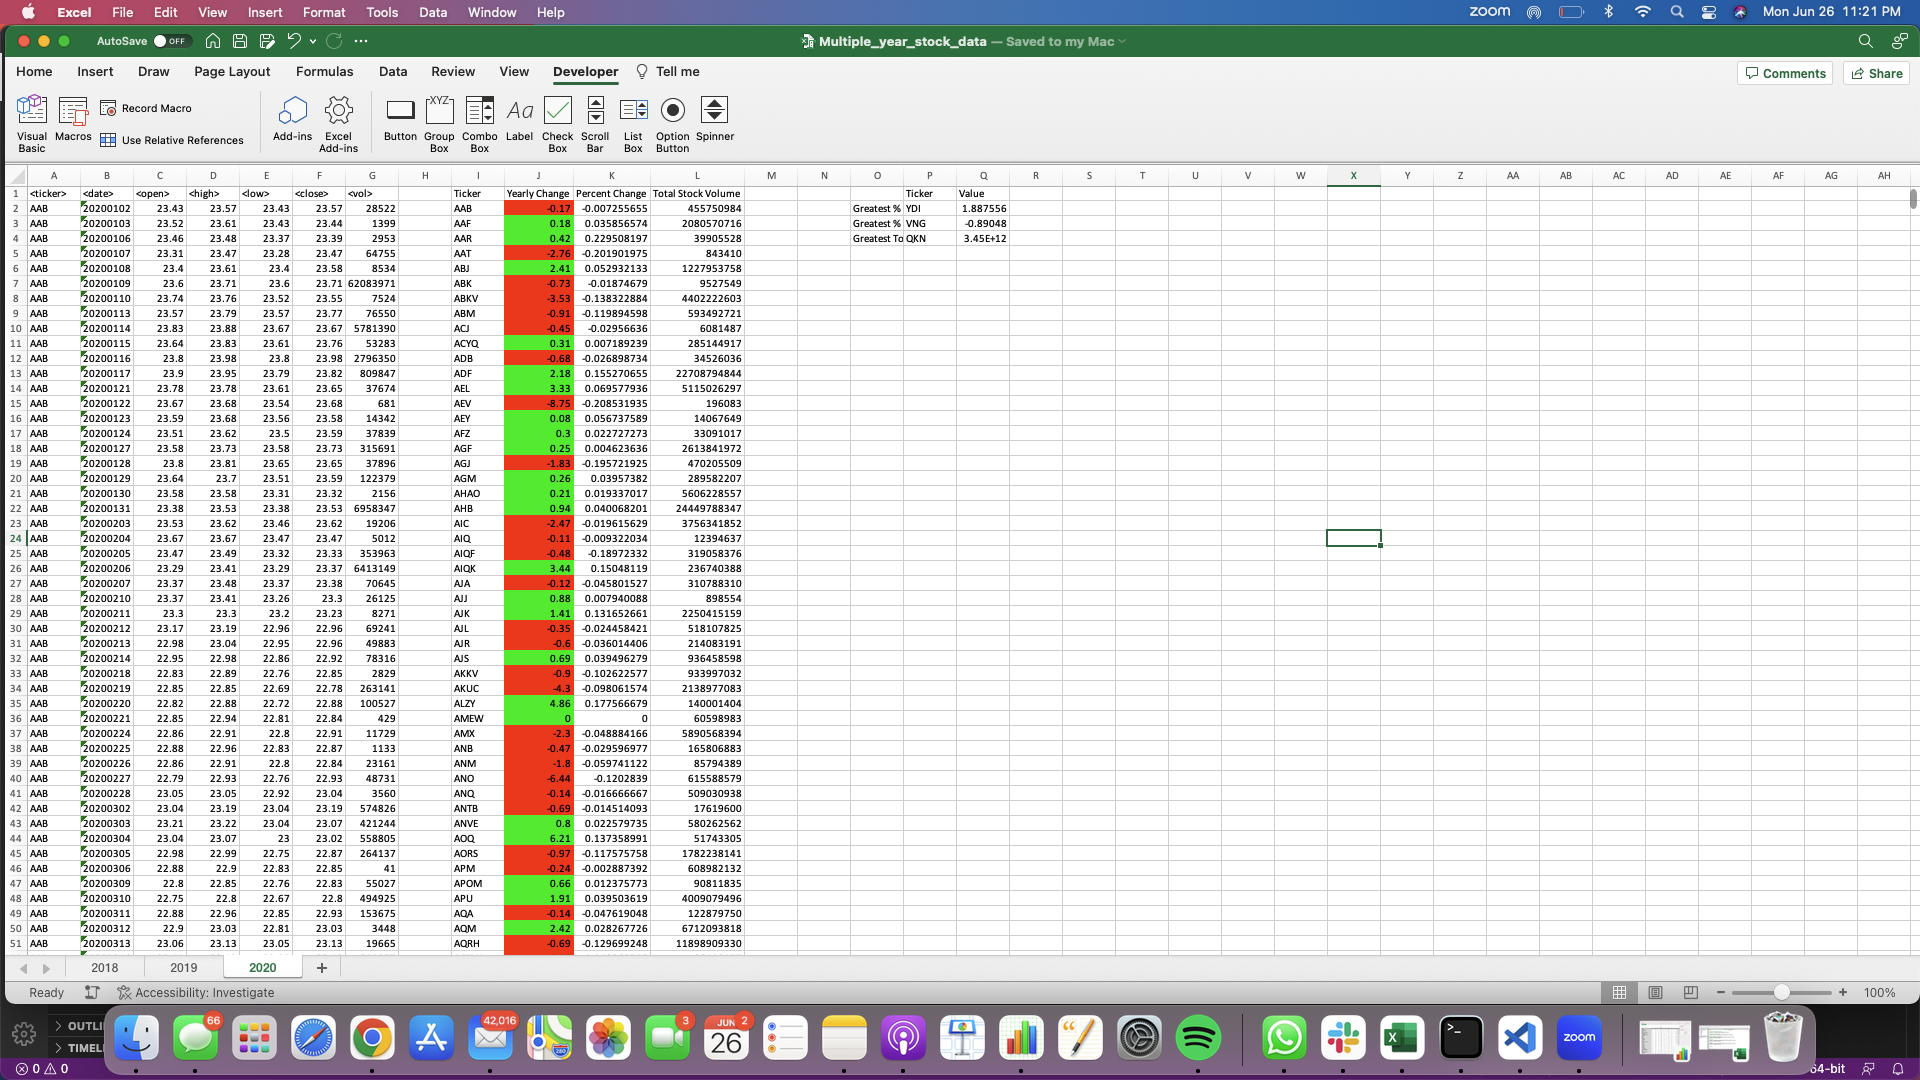 Excel File Edit View Insert Format Tools Data Window Help zoom Mon Jun 26 11:21 PM
AutoSave OFF Multiple_year_stock_data — Saved to my Mac
Home Insert Draw Page Layout Formulas Data Review View Developer Tell me Comments Share
Visual Basic Macros Record Macro Use Relative References Add-ins Excel Add-ins Button Group Box Combo Box Label Check Box Scroll Bar List Box Option Button Spinner
XYZ Aa
A B C D E F G H I J K L M N O P Q R S T U V W X Y Z AA AB AC AD AE AF AG AH
1 <ticker> <date> <open> <high> <low> <close> <vol> Ticker Yearly Change Percent Change Total Stock Volume Ticker Value
2 AAB 20200102 23.43 23.57 23.43 23.57 28522 AAB -0.17 -0.007255655 455750984 Greatest % YDI 1.887556
3 AAB 20200103 23.52 23.61 23.43 23.44 1399 AAF 0.18 0.035856574 2080570716 Greatest % VNG -0.89048
4 AAB 20200106 23.46 23.48 23.37 23.39 2953 AAR 0.42 0.229508197 39905528 Greatest To QKN 3.45E+12
5 AAB 20200107 23.31 23.47 23.28 23.47 64755 AAT -2.76 -0.201901975 843410
6 AAB 20200108 23.4 23.61 23.4 23.58 8534 ABJ 2.41 0.052932133 1227953758
7 AAB 20200109 23.6 23.71 23.6 23.71 62083971 ABK -0.73 -0.01874679 9527549
8 AAB 20200110 23.74 23.76 23.52 23.55 7524 ABKV -3.53 -0.138322884 4402222603
9 AAB 20200113 23.57 23.79 23.57 23.77 76550 ABM -0.91 -0.119894598 593492721
10 AAB 20200114 23.83 23.88 23.67 23.67 5781390 ACJ -0.45 -0.02956636 6081487
11 AAB 20200115 23.64 23.83 23.61 23.76 53283 ACYQ 0.31 0.007189239 285144917
12 AAB 20200116 23.8 23.98 23.8 23.98 2796350 ADB -0.68 -0.026898734 34526036
13 AAB 20200117 23.9 23.95 23.79 23.82 809847 ADF 2.18 0.155270655 22708794844
14 AAB 20200121 23.78 23.78 23.61 23.65 37674 AEL 3.33 0.069577936 5115026297
15 AAB 20200122 23.67 23.68 23.54 23.68 681 AEV -8.75 -0.208531935 196083
16 AAB 20200123 23.59 23.68 23.56 23.58 14342 AEY 0.08 0.056737589 14067649
17 AAB 20200124 23.51 23.62 23.5 23.59 37839 AFZ 0.3 0.022727273 33091017
18 AAB 20200127 23.58 23.73 23.58 23.73 315691 AGF 0.25 0.004623636 2613841972
19 AAB 20200128 23.8 23.81 23.65 23.65 37896 AGJ -1.83 -0.195721925 470205509
20 AAB 20200129 23.64 23.7 23.51 23.59 122379 AGM 0.26 0.03957382 289582207
21 AAB 20200130 23.58 23.58 23.31 23.32 2156 AHAO 0.21 0.019337017 5606228557
22 AAB 20200131 23.38 23.53 23.38 23.53 6958347 AHB 0.94 0.040068201 24449788347
23 AAB 20200203 23.53 23.62 23.46 23.62 19206 AIC -2.47 -0.019615629 3756341852
24 AAB 20200204 23.67 23.67 23.47 23.47 5012 AIQ -0.11 -0.009322034 12394637
25 AAB 20200205 23.47 23.49 23.32 23.33 353963 AIQF -0.48 -0.18972332 319058376
26 AAB 20200206 23.29 23.41 23.29 23.37 6413149 AIQK 3.44 0.15048119 236740388
27 AAB 20200207 23.37 23.48 23.37 23.38 70645 AJA -0.12 -0.045801527 310788310
28 AAB 20200210 23.37 23.41 23.26 23.3 26125 AJJ 0.88 0.007940088 898554
29 AAB 20200211 23.3 23.3 23.2 23.23 8271 AJK 1.41 0.131652661 2250415159
30 AAB 20200212 23.17 23.19 22.96 22.96 69241 AJL -0.35 -0.024458421 518107825
31 AAB 20200213 22.98 23.04 22.95 22.96 49883 AJR -0.6 -0.036014406 214083191
32 AAB 20200214 22.95 22.98 22.86 22.92 78316 AJS 0.69 0.039496279 936458598
33 AAB 20200218 22.83 22.89 22.76 22.85 2829 AKKV -0.9 -0.102622577 933997032
34 AAB 20200219 22.85 22.85 22.69 22.78 263141 AKUC -4.3 -0.098061574 2138977083
35 AAB 20200220 22.82 22.88 22.72 22.88 100527 ALZY 4.86 0.177566679 140001404
36 AAB 20200221 22.85 22.94 22.81 22.84 429 AMEW 0 0 60598983
37 AAB 20200224 22.86 22.91 22.8 22.91 11729 AMX -2.3 -0.048884166 5890568394
38 AAB 20200225 22.88 22.96 22.83 22.87 1133 ANB -0.47 -0.029596977 165806883
39 AAB 20200226 22.86 22.91 22.8 22.84 23161 ANM -1.8 -0.059741122 85794389
40 AAB 20200227 22.79 22.93 22.76 22.93 48731 ANO -6.44 -0.1202839 615588579
41 AAB 20200228 23.05 23.05 22.92 23.04 3560 ANQ -0.14 -0.016666667 509030938
42 AAB 20200302 23.04 23.19 23.04 23.19 574826 ANTB -0.69 -0.014514093 17619600
43 AAB 20200303 23.21 23.22 23.04 23.07 421244 ANVE 0.8 0.022579735 580262562
44 AAB 20200304 23.04 23.07 23 23.02 558805 AOQ 6.21 0.137358991 51743305
45 AAB 20200305 22.98 22.99 22.75 22.87 264137 AORS -0.97 -0.117575758 1782238141
46 AAB 20200306 22.88 22.9 22.83 22.85 41 APM -0.24 -0.002887392 608982132
47 AAB 20200309 22.8 22.85 22.76 22.83 55027 APOM 0.66 0.012375773 90811835
48 AAB 20200310 22.75 22.8 22.67 22.8 494925 APU 1.91 0.039503619 4009079496
49 AAB 20200311 22.88 22.96 22.85 22.93 153675 AQA -0.14 -0.047619048 122879750
50 AAB 20200312 22.9 23.03 22.81 23.03 3448 AQM 2.42 0.028267726 6712093818
51 AAB 20200313 23.06 23.13 23.05 23.13 19665 AQRH -0.69 -0.129699248 11898909330
2018 2019 2020
Ready Accessibility: Investigate 100%
OUTLI 66 42,016 3 JUN 2 26 zoom
TIMEL
0 0 64-bit